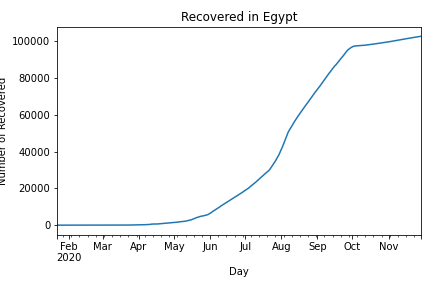 Recovered in Egypt
Number of Recovered
100000
80000
60000
40000
20000
0
Feb Mar Apr May Jun Jul Aug Sep Oct Nov
2020
Day